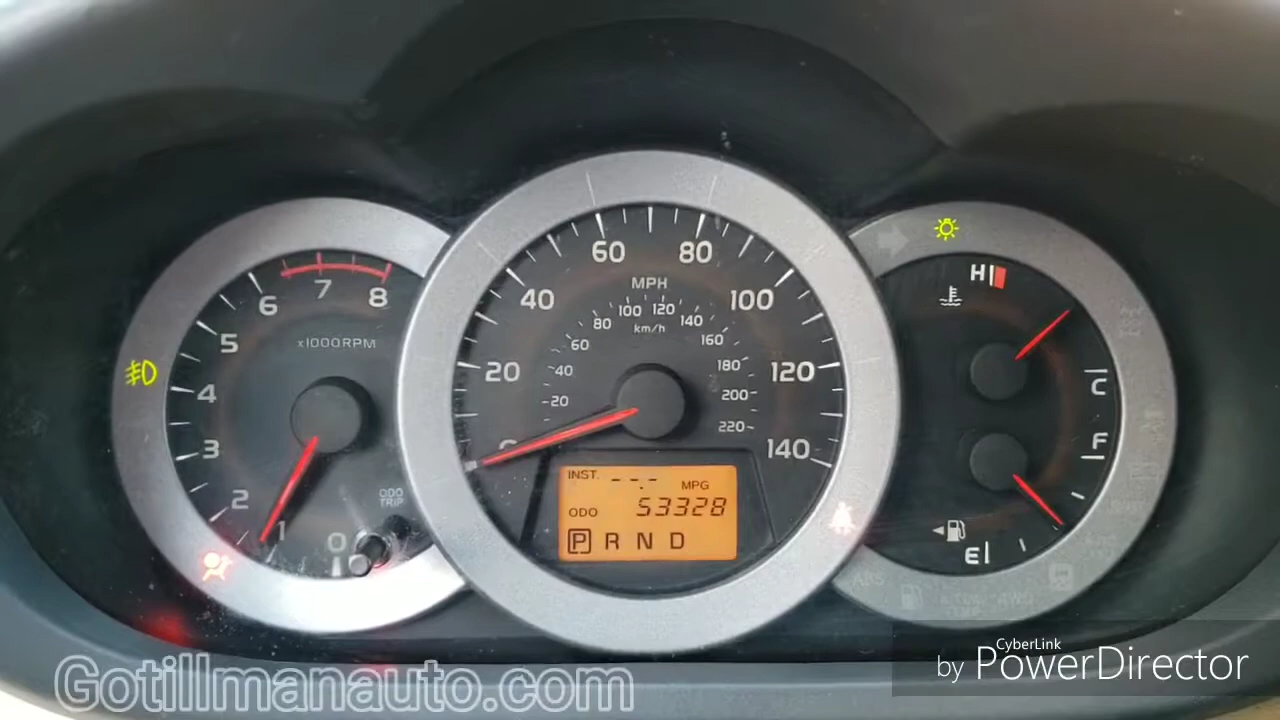 60 80
MPH
40 100
100 120
80 140
km/h
60 160
20 120
40 180
20 200
220
140
INST. --.- MPG
ODO 53328
P R N D
7
6 8
5
x1000RPM
4
3
2
1
0
ODO
TRIP
H
C
F
E
ABS
CyberLink
by PowerDirector
Gotillmanauto.com